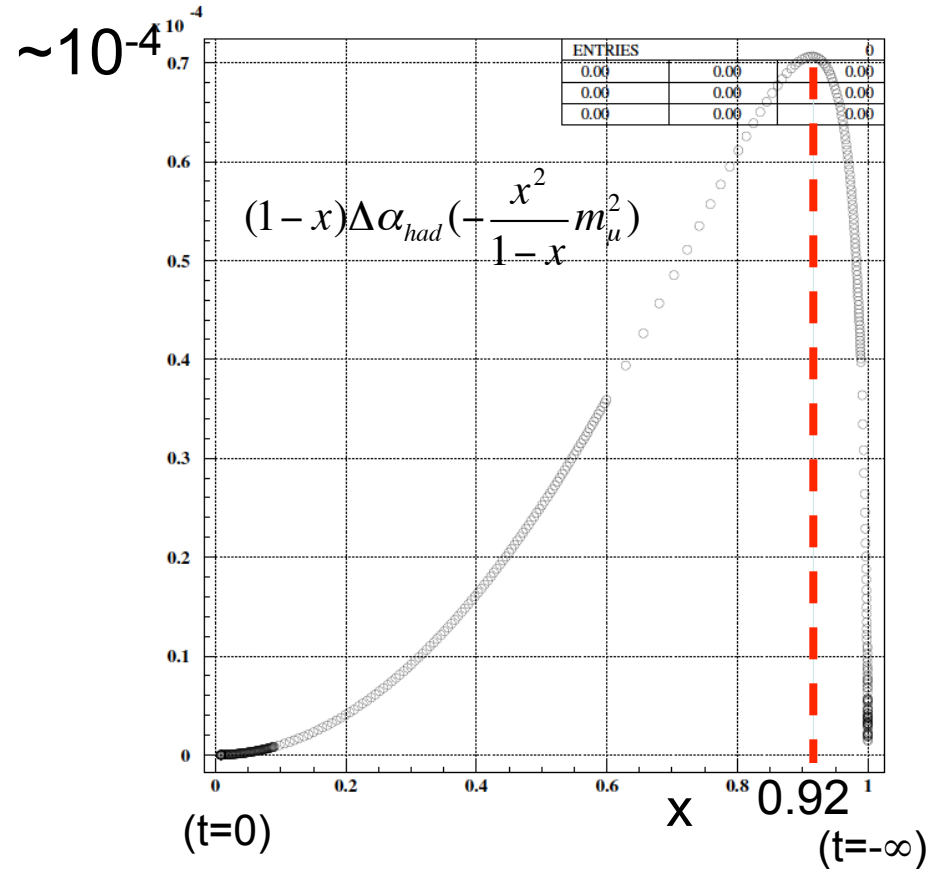 ~10^-4
x 10^-4
ENTRIES 0
0.00 0.00 0.00
0.00 0.00 0.00
0.00 0.00 0.00
0.7
0.6
(1 − x)Δα_had(−x²/(1 − x) m_μ²)
0.5
0.4
0.3
0.2
0.1
0
0 0.2 0.4 0.6 x 0.8 0.92 1
(t=0) (t=-∞)